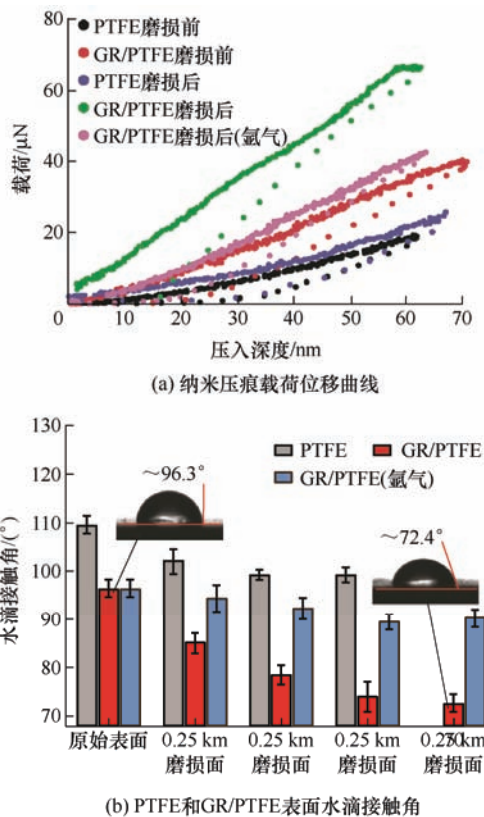 80
60
40
20
载荷/μN
PTFE磨损前
GR/PTFE磨损前
PTFE磨损后
GR/PTFE磨损后
GR/PTFE磨损后(氩气)
0 10 20 30 40 50 60 70
压入深度/nm
(a) 纳米压痕载荷位移曲线
130
120
110
100
90
80
70
水滴接触角/(°)
PTFE GR/PTFE
GR/PTFE(氩气)
～96.3°
～72.4°
原始表面 0.25 km 0.25 km 0.25 km
磨损面 磨损面 磨损面 磨损面
(b) PTFE和GR/PTFE表面水滴接触角